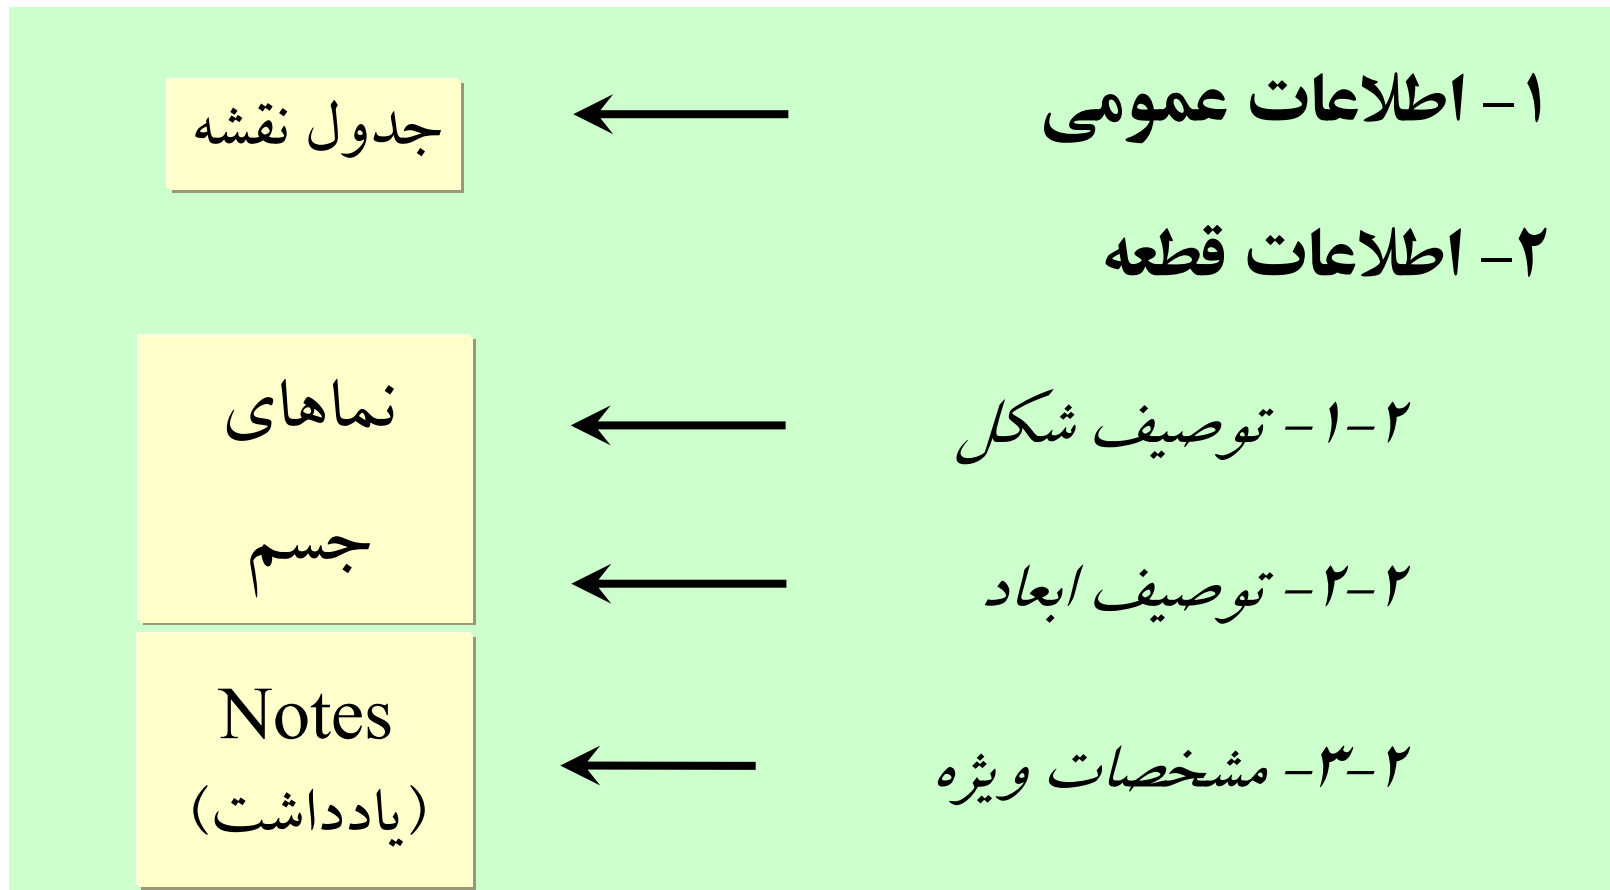 ۱- اطلاعات عمومی
جدول نقشه
۲- اطلاعات قطعه
۲-۱- توصیف شکل
نماهای
جسم
۲-۲- توصیف ابعاد
۲-۳- مشخصات ویژه
Notes
(یادداشت)